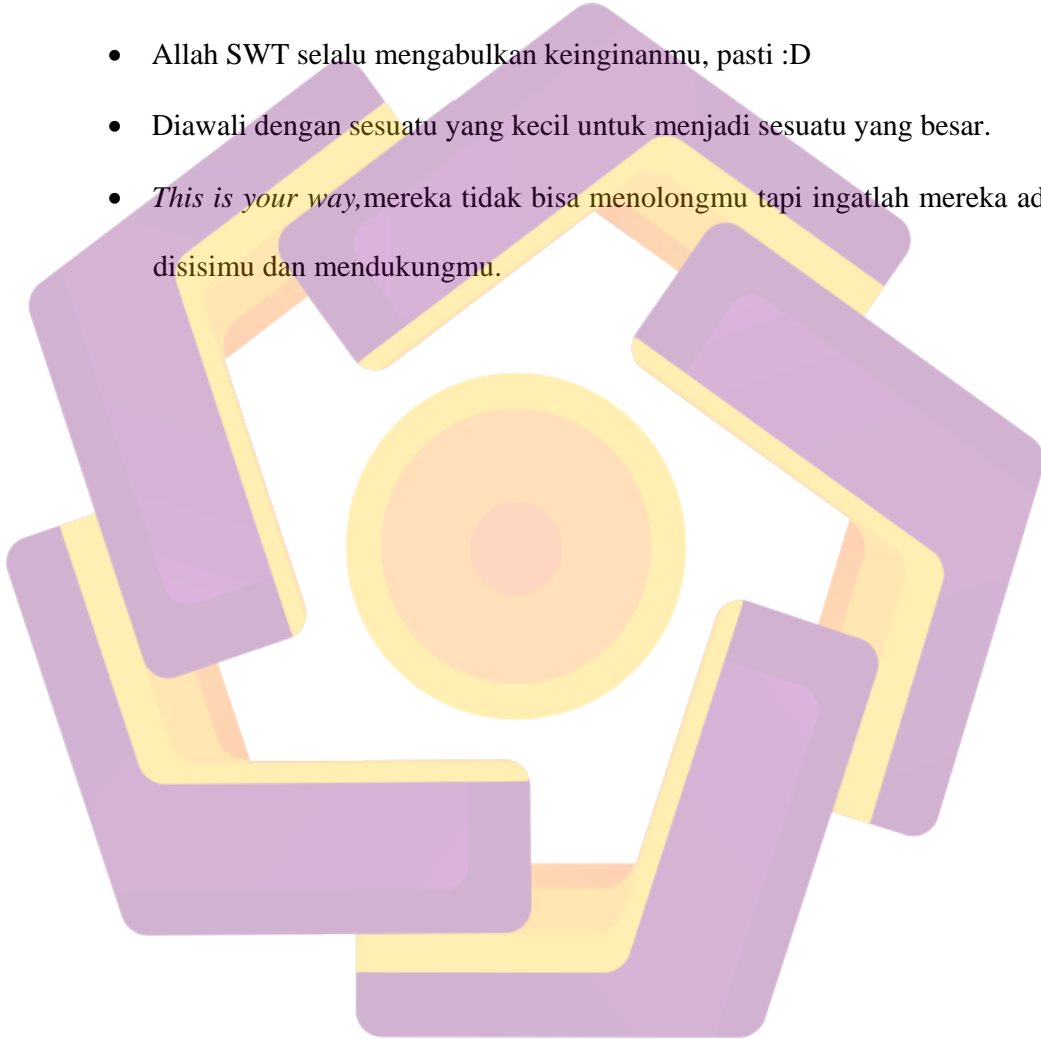 • Allah SWT selalu mengabulkan keinginanmu, pasti :D
• Diawali dengan sesuatu yang kecil untuk menjadi sesuatu yang besar.
• This is your way,mereka tidak bisa menolongmu tapi ingatlah mereka
disisimu dan mendukungmu.